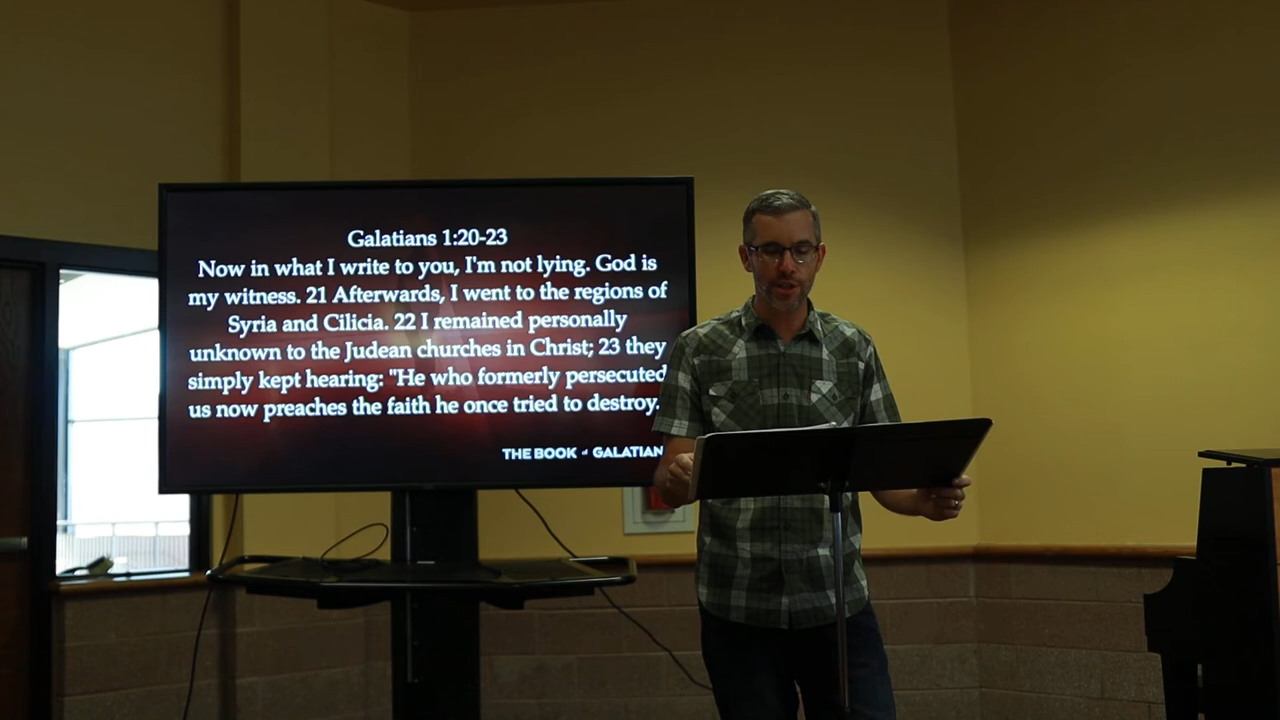 Galatians 1:20-23
Now in what I write to you, I'm not lying. God is
my witness. 21 Afterwards, I went to the regions of
Syria and Cilicia. 22 I remained personally
unknown to the Judean churches in Christ; 23 they
simply kept hearing: "He who formerly persecuted
us now preaches the faith he once tried to destroy.
THE BOOK of GALATIAN